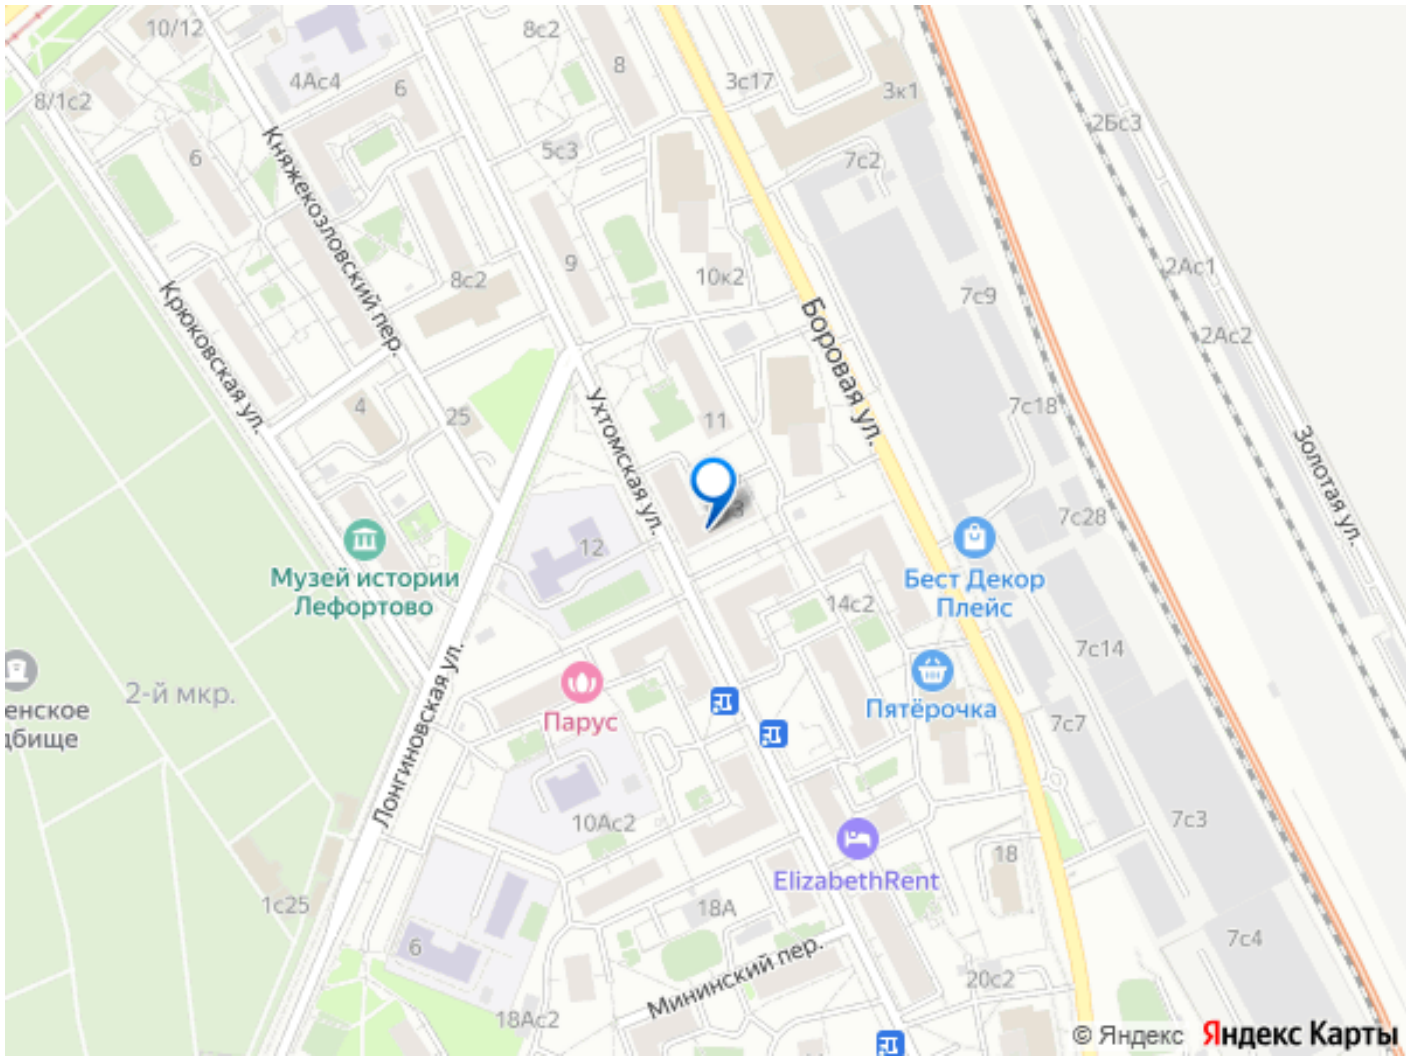 10/12
8с2
8
3с17
3к1
2Бс3
4Ас4
6
8/1с2
6
5с3
7с2
Княжекозловский пер.
9
8с2
10к2
7с9
2Ас1
2Ас2
Крюковская ул.
Боровая ул.
4
25
Ухтомская ул.
11
7с18
Золотая ул.
3
7с28
12
Музей истории
Лефортово
Бест Декор
Плейс
14с2
7с14
2-й мкр.
енское
дбище
Лонгиновская ул.
Парус
Пятёрочка
7с7
10Ас2
7с3
ElizabethRent
18
1с25
18А
6
Мининский пер.
7с4
20с2
18Ас2
© Яндекс Яндекс Карты